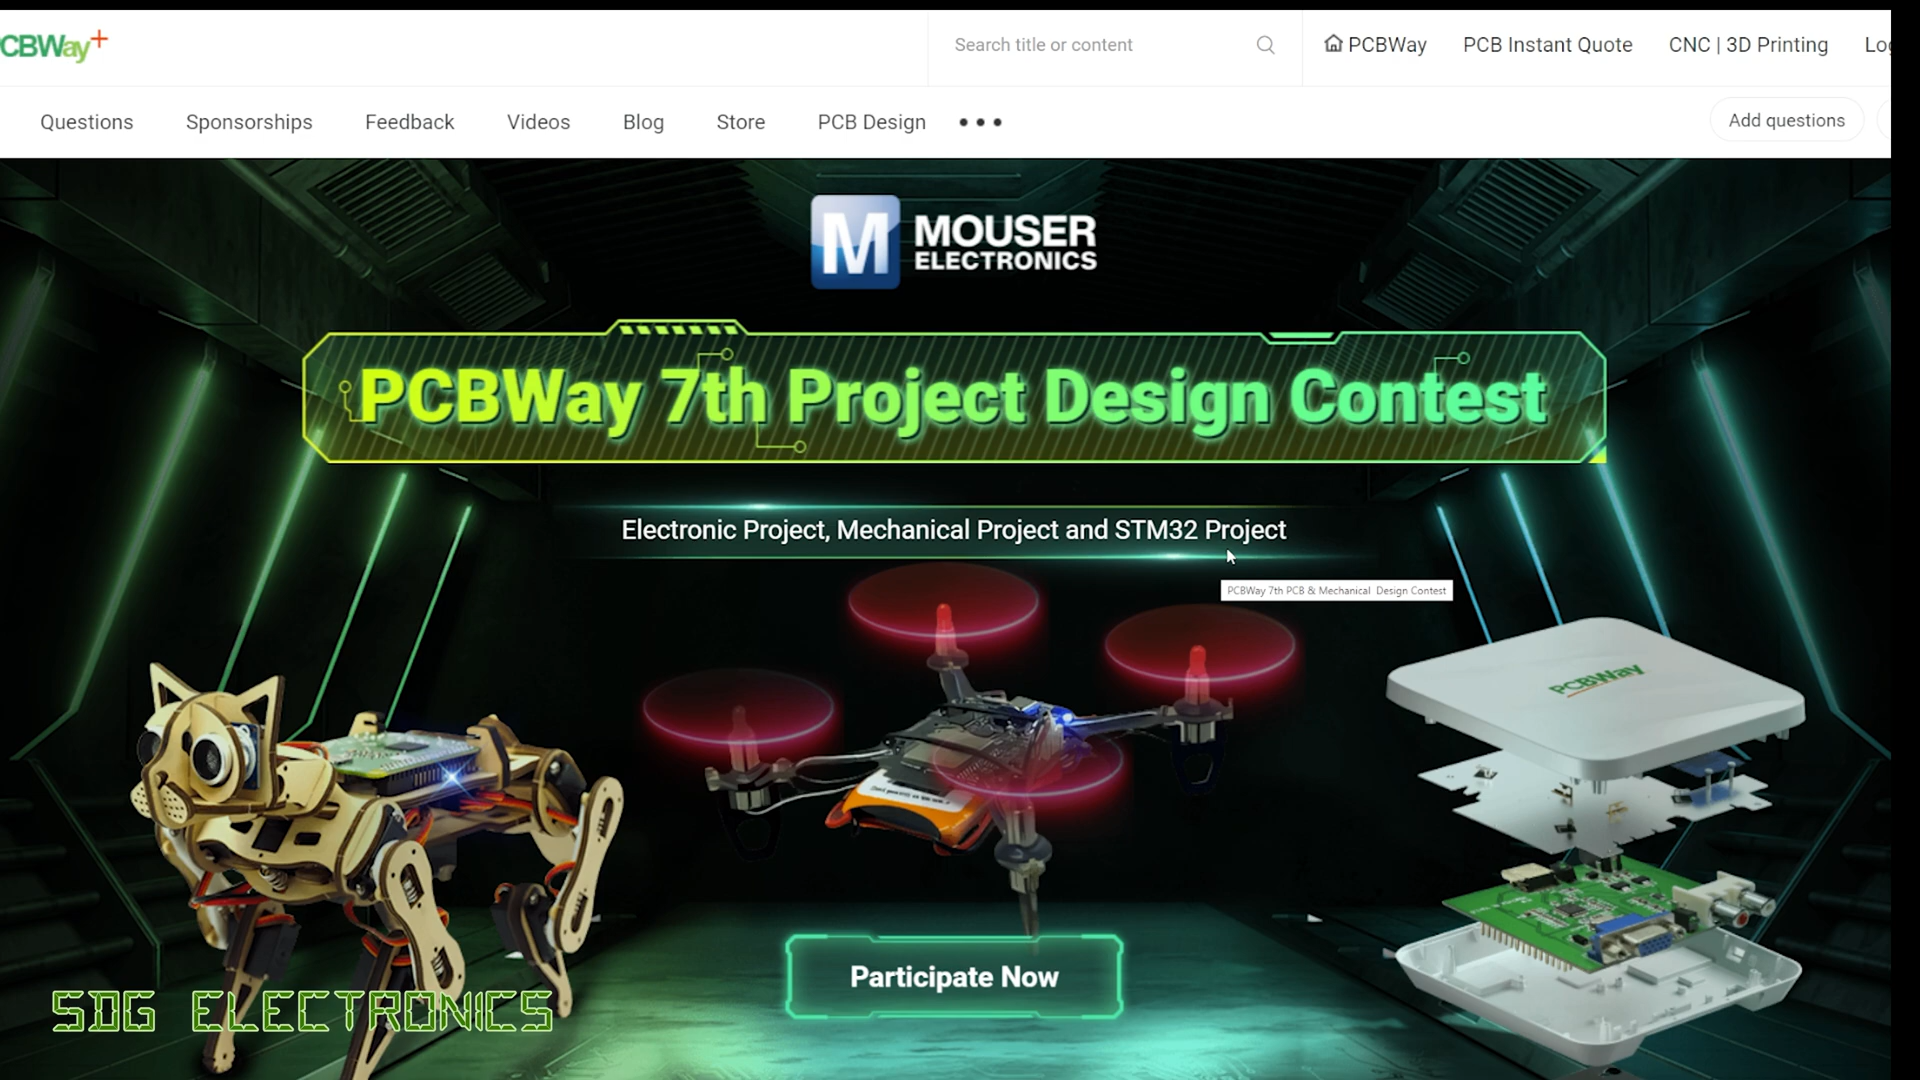 CBWay+
Search title or content
PCBWay
PCB Instant Quote
CNC | 3D Printing
Questions
Sponsorships
Feedback
Videos
Blog
Store
PCB Design
•••
Add questions
M MOUSER
ELECTRONICS
PCBWay 7th Project Design Contest
Electronic Project, Mechanical Project and STM32 Project
PCBWay 7th PCB & Mechanical Design Contest
PCBWay
Participate Now
SDG ELECTRONICS